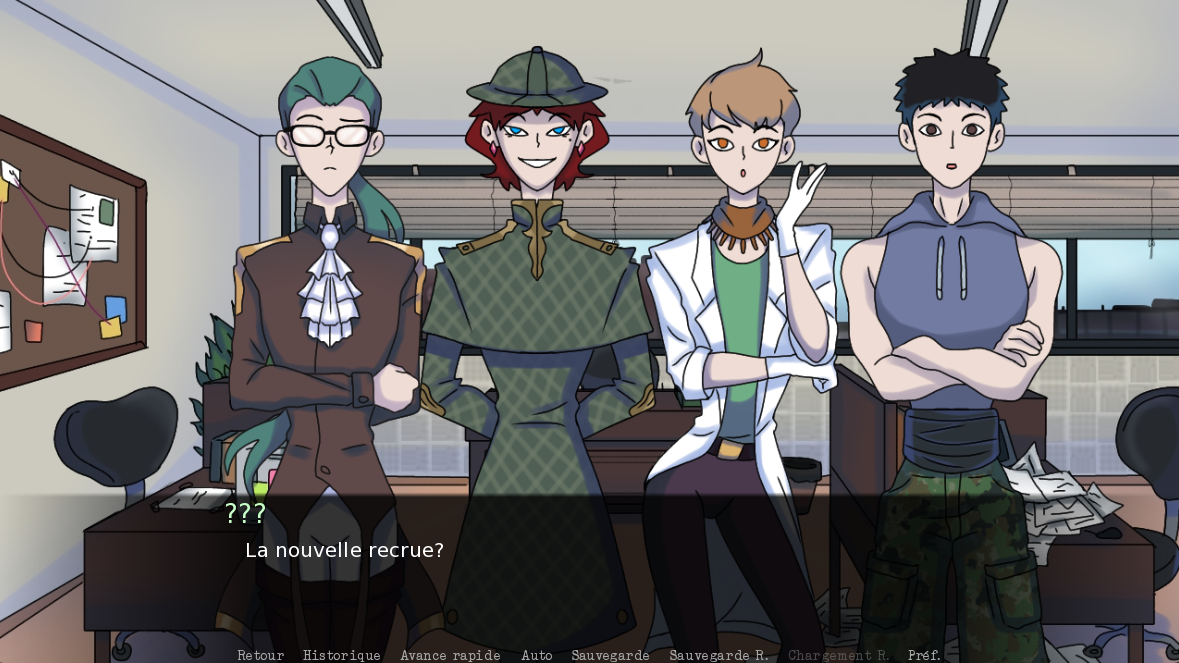 ???
La nouvelle recrue?
Retour Historique Avance rapide Auto Sauvegarde Sauvegarde R. Chargement R. Préf.